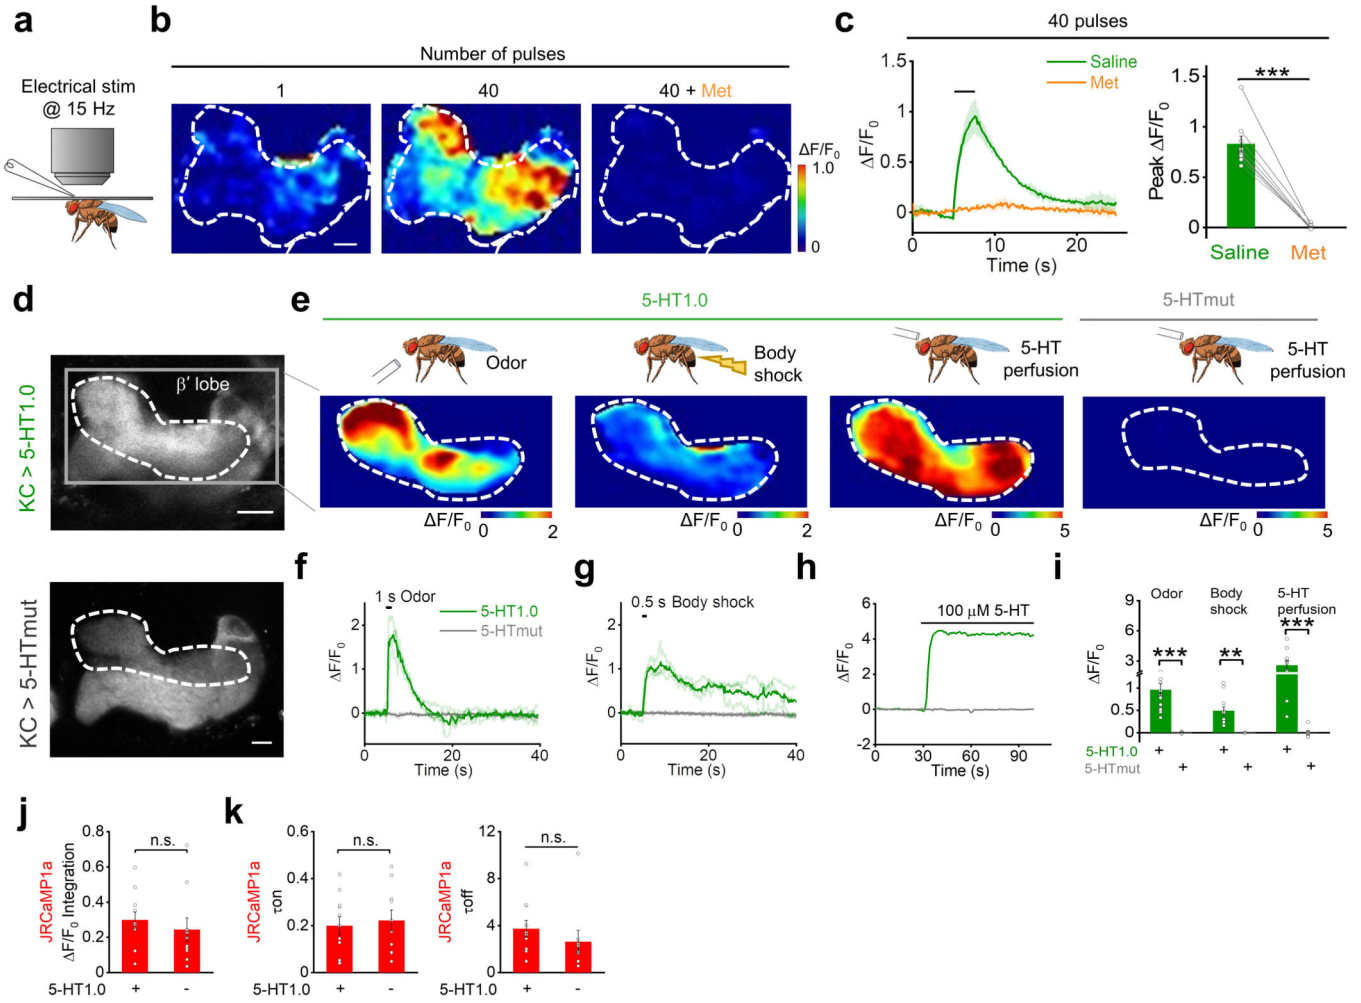 a
Electrical stim
@ 15 Hz
b
Number of pulses
1
40
40 + Met
ΔF/F0
1.0
0
c
40 pulses
Saline
Met
ΔF/F0
1.5
1
0.5
0
0
10
20
Time (s)
Peak ΔF/F0
1.5
1
0.5
0
***
Saline
Met
d
KC > 5-HT1.0
β′ lobe
KC > 5-HTmut
e
5-HT1.0
5-HTmut
Odor
Body
shock
5-HT
perfusion
5-HT
perfusion
ΔF/F0 0 2
ΔF/F0 0 2
ΔF/F0 0 5
ΔF/F0 0 5
f
1 s Odor
5-HT1.0
5-HTmut
ΔF/F0
2
1
0
0
20
40
Time (s)
g
0.5 s Body shock
ΔF/F0
2
1
0
0
20
40
Time (s)
h
100 μM 5-HT
ΔF/F0
6
4
2
0
-2
0
30
60
90
Time (s)
i
Odor
Body
shock
5-HT
perfusion
ΔF/F0
9
6
3
1
0.5
0
***
**
***
5-HT1.0 + + +
5-HTmut + + +
j
JRCaMP1a
ΔF/F0 Integration
0.8
0.6
0.4
0.2
0
n.s.
5-HT1.0 + -
k
JRCaMP1a
τon
0.6
0.4
0.2
0
n.s.
5-HT1.0 + -
JRCaMP1a
τoff
12
8
4
0
n.s.
5-HT1.0 + -